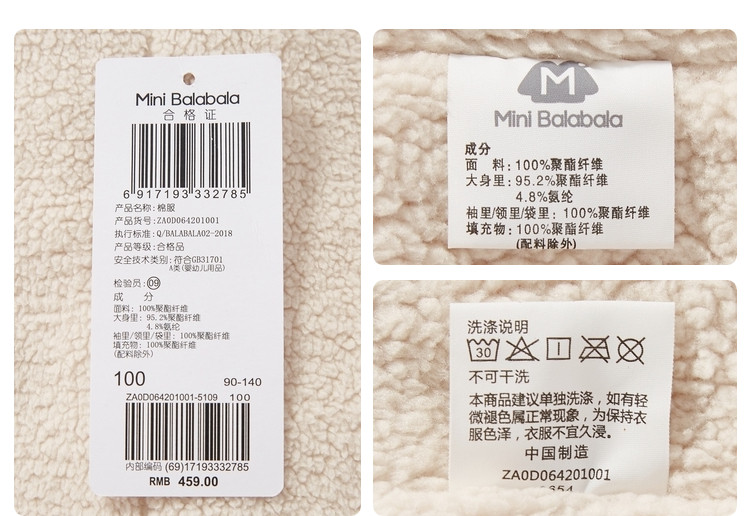 Mini Balabala
合格证
6 917193 332785
产品名称: 棉服
产品货号: ZA0D064201001
执行标准: Q/BALABALA02-2018
产品等级: 合格品
安全技术类别: 符合GB31701
A类(婴幼儿用品)
检验员: 09
成 分
面料: 100%聚酯纤维
大身里: 95.2%聚酯纤维
4.8%氨纶
袖里/领里/袋里: 100%聚酯纤维
填充物: 100%聚酯纤维
(配料除外)
100 90-140
ZA0D064201001-5109 100
内部编码 (69)17193332785
RMB 459.00
M
Mini Balabala
成分
面 料: 100%聚酯纤维
大身里: 95.2%聚酯纤维
4.8%氨纶
袖里/领里/袋里: 100%聚酯纤维
填充物: 100%聚酯纤维
(配料除外)
洗涤说明
30
不可干洗
本商品建议单独洗涤，如有轻
微褪色属正常现象，为保持衣
服色泽，衣服不宜久浸。
中国制造
ZA0D064201001